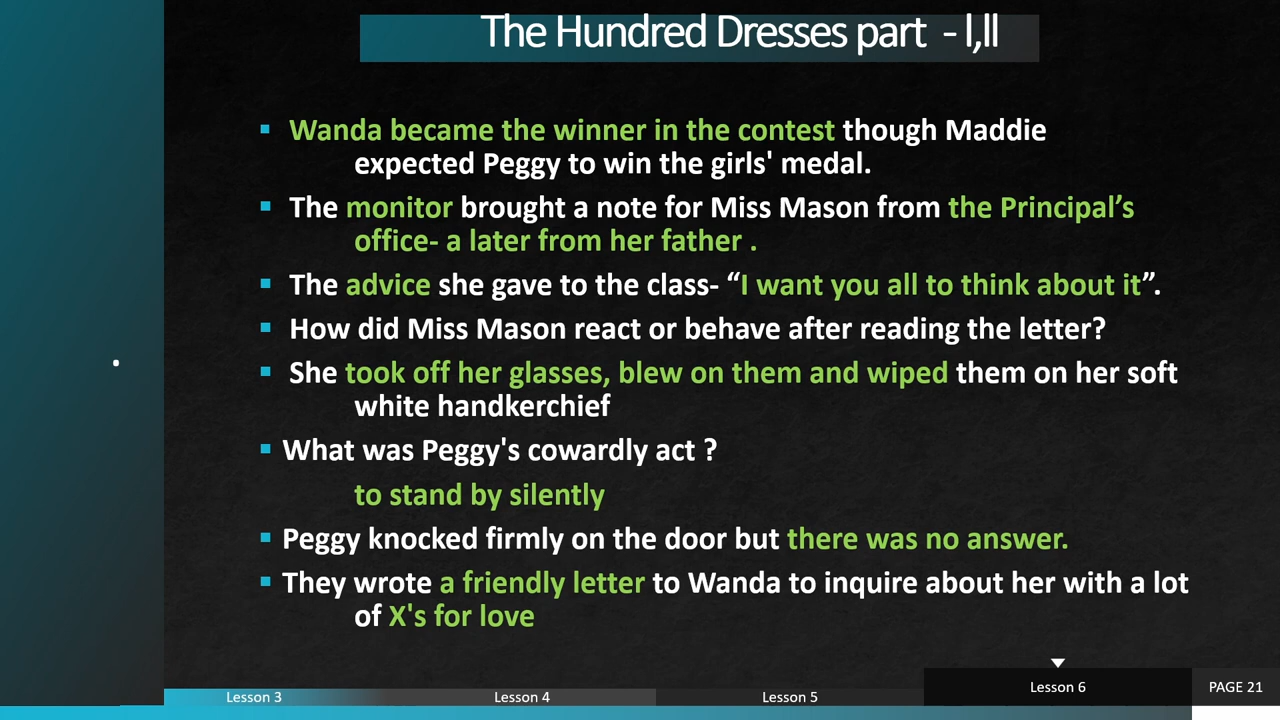 The Hundred Dresses part - l,ll
▪ Wanda became the winner in the contest though Maddie
expected Peggy to win the girls' medal.
▪ The monitor brought a note for Miss Mason from the Principal’s
office- a later from her father .
▪ The advice she gave to the class- “I want you all to think about it”.
▪ How did Miss Mason react or behave after reading the letter?
▪ She took off her glasses, blew on them and wiped them on her soft
white handkerchief
▪ What was Peggy's cowardly act ?
to stand by silently
▪ Peggy knocked firmly on the door but there was no answer.
▪ They wrote a friendly letter to Wanda to inquire about her with a lot
of X's for love
.
Lesson 3
Lesson 4
Lesson 5
Lesson 6
PAGE 21